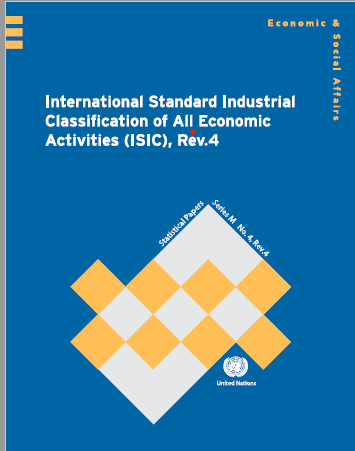 Economic &
Social Affairs
International Standard Industrial
Classification of All Economic
Activities (ISIC), Rev.4
Statistical Papers
Series M No. 4, Rev.4
United Nations